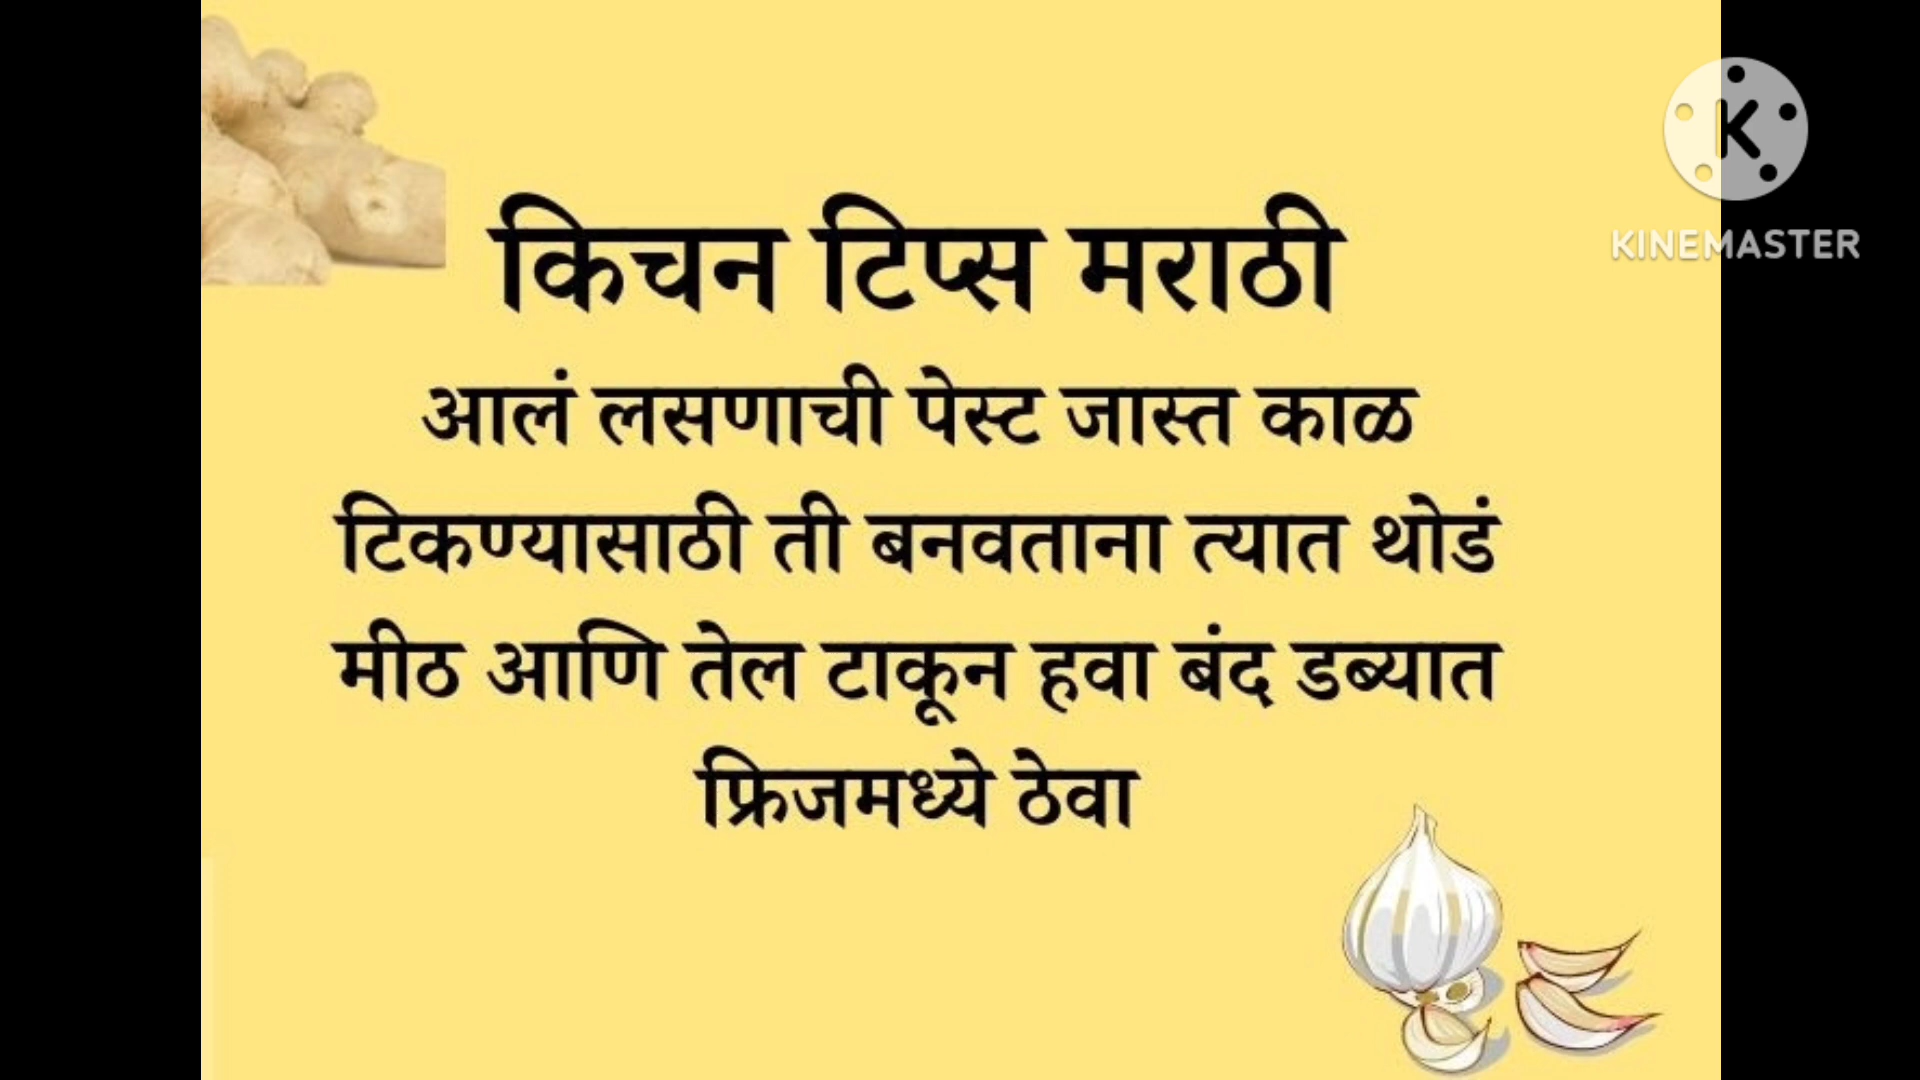 KINEMASTER
किचन टिप्स मराठी
आलं लसणाची पेस्ट जास्त काळ
टिकण्यासाठी ती बनवताना त्यात थोडं
मीठ आणि तेल टाकून हवा बंद डब्यात
फ्रिजमध्ये ठेवा